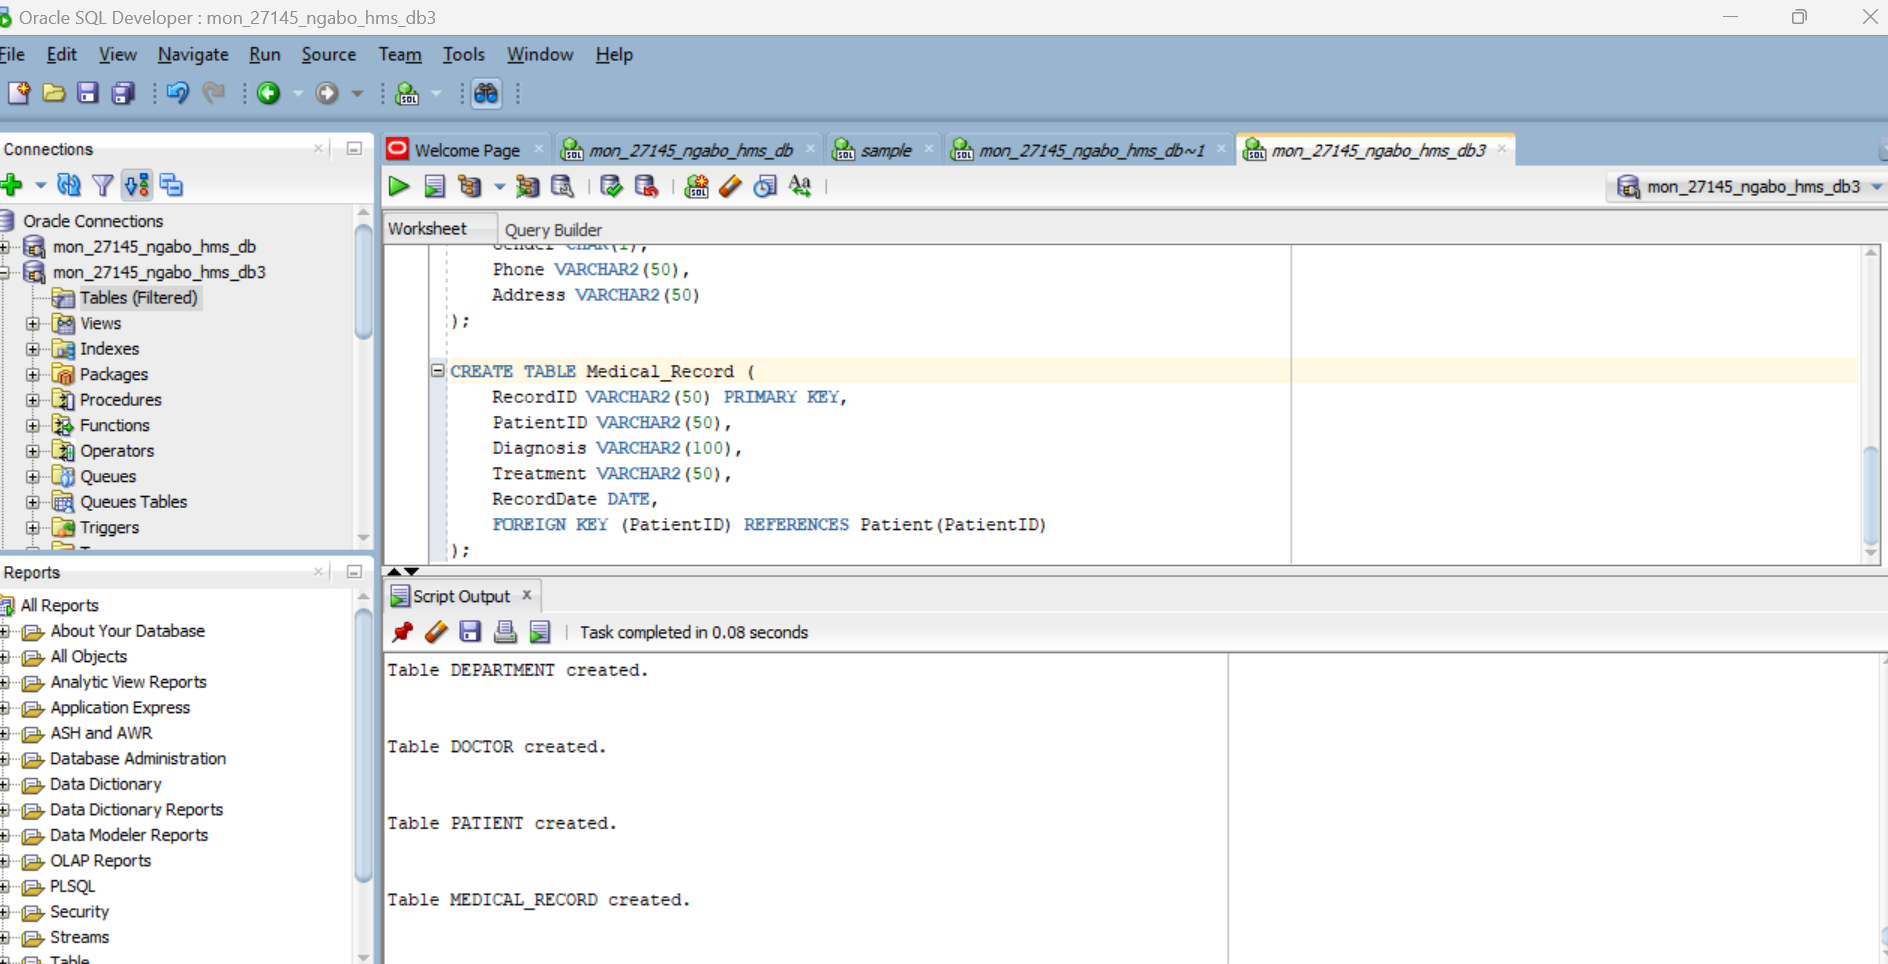 Oracle SQL Developer : mon_27145_ngabo_hms_db3
File Edit View Navigate Run Source Team Tools Window Help
Connections
Oracle Connections
mon_27145_ngabo_hms_db
mon_27145_ngabo_hms_db3
Tables (Filtered)
Views
Indexes
Packages
Procedures
Functions
Operators
Queues
Queues Tables
Triggers
Reports
All Reports
About Your Database
All Objects
Analytic View Reports
Application Express
ASH and AWR
Database Administration
Data Dictionary
Data Dictionary Reports
Data Modeler Reports
OLAP Reports
PLSQL
Security
Streams
Table
Welcome Page mon_27145_ngabo_hms_db sample mon_27145_ngabo_hms_db~1 mon_27145_ngabo_hms_db3
mon_27145_ngabo_hms_db3
Worksheet Query Builder
Gender CHAR(1),
Phone VARCHAR2(50),
Address VARCHAR2(50)
);
CREATE TABLE Medical_Record (
RecordID VARCHAR2(50) PRIMARY KEY,
PatientID VARCHAR2(50),
Diagnosis VARCHAR2(100),
Treatment VARCHAR2(50),
RecordDate DATE,
FOREIGN KEY (PatientID) REFERENCES Patient(PatientID)
);
Script Output
Task completed in 0.08 seconds
Table DEPARTMENT created.
Table DOCTOR created.
Table PATIENT created.
Table MEDICAL_RECORD created.